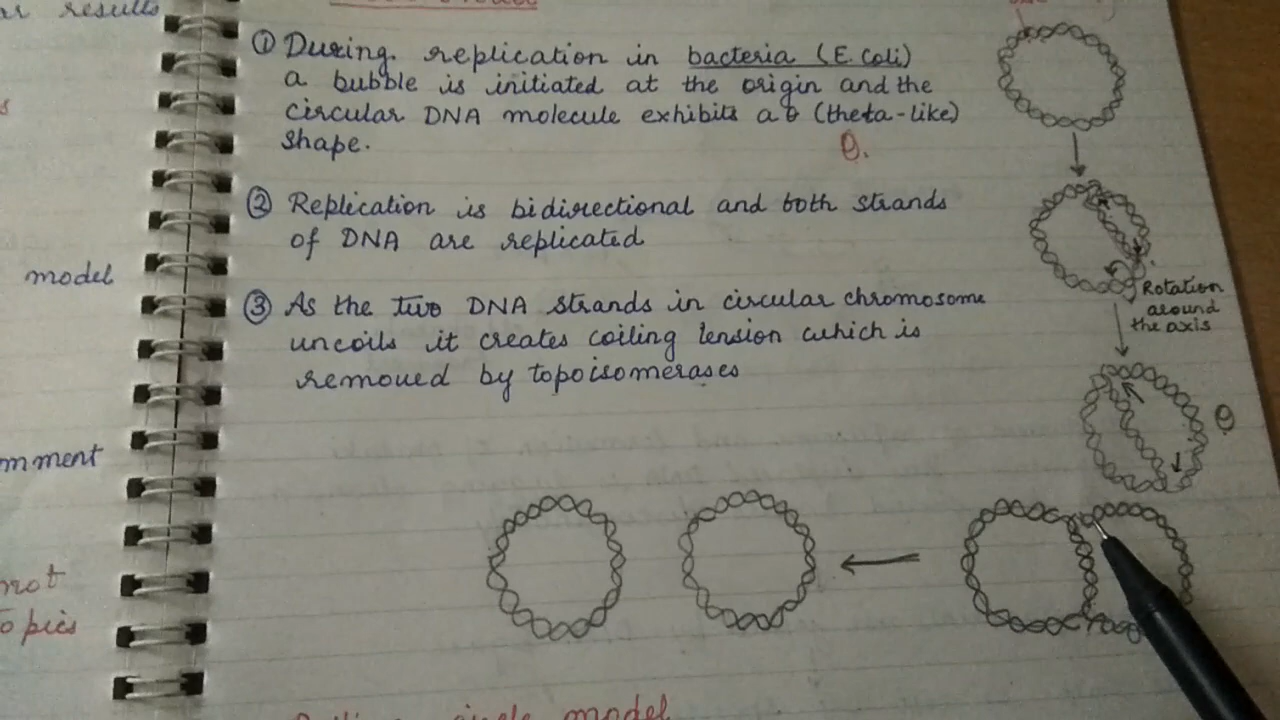 results
① During replication in bacteria (E. Coli)
a bubble is initiated at the origin and the
circular DNA molecule exhibits a θ (theta-like)
shape.
θ.
② Replication is bidirectional and both strands
of DNA are replicated
model
③ As the two DNA strands in circular chromosome
uncoils it creates coiling tension which is
removed by topoisomerases
Rotation
around
the axis
θ
mment
not
topics
model